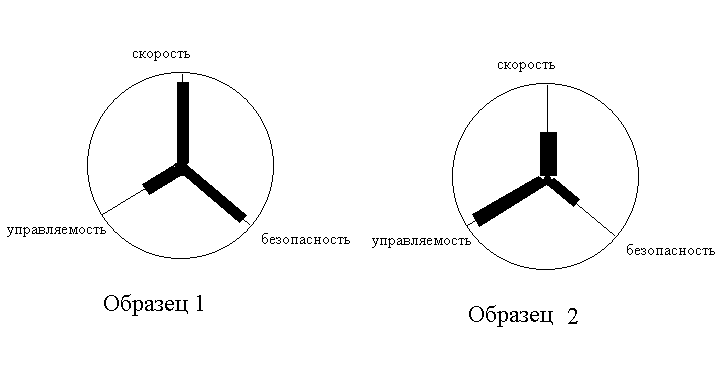 скорость
управляемость
безопасность
Образец 1
скорость
управляемость
безопасность
Образец 2